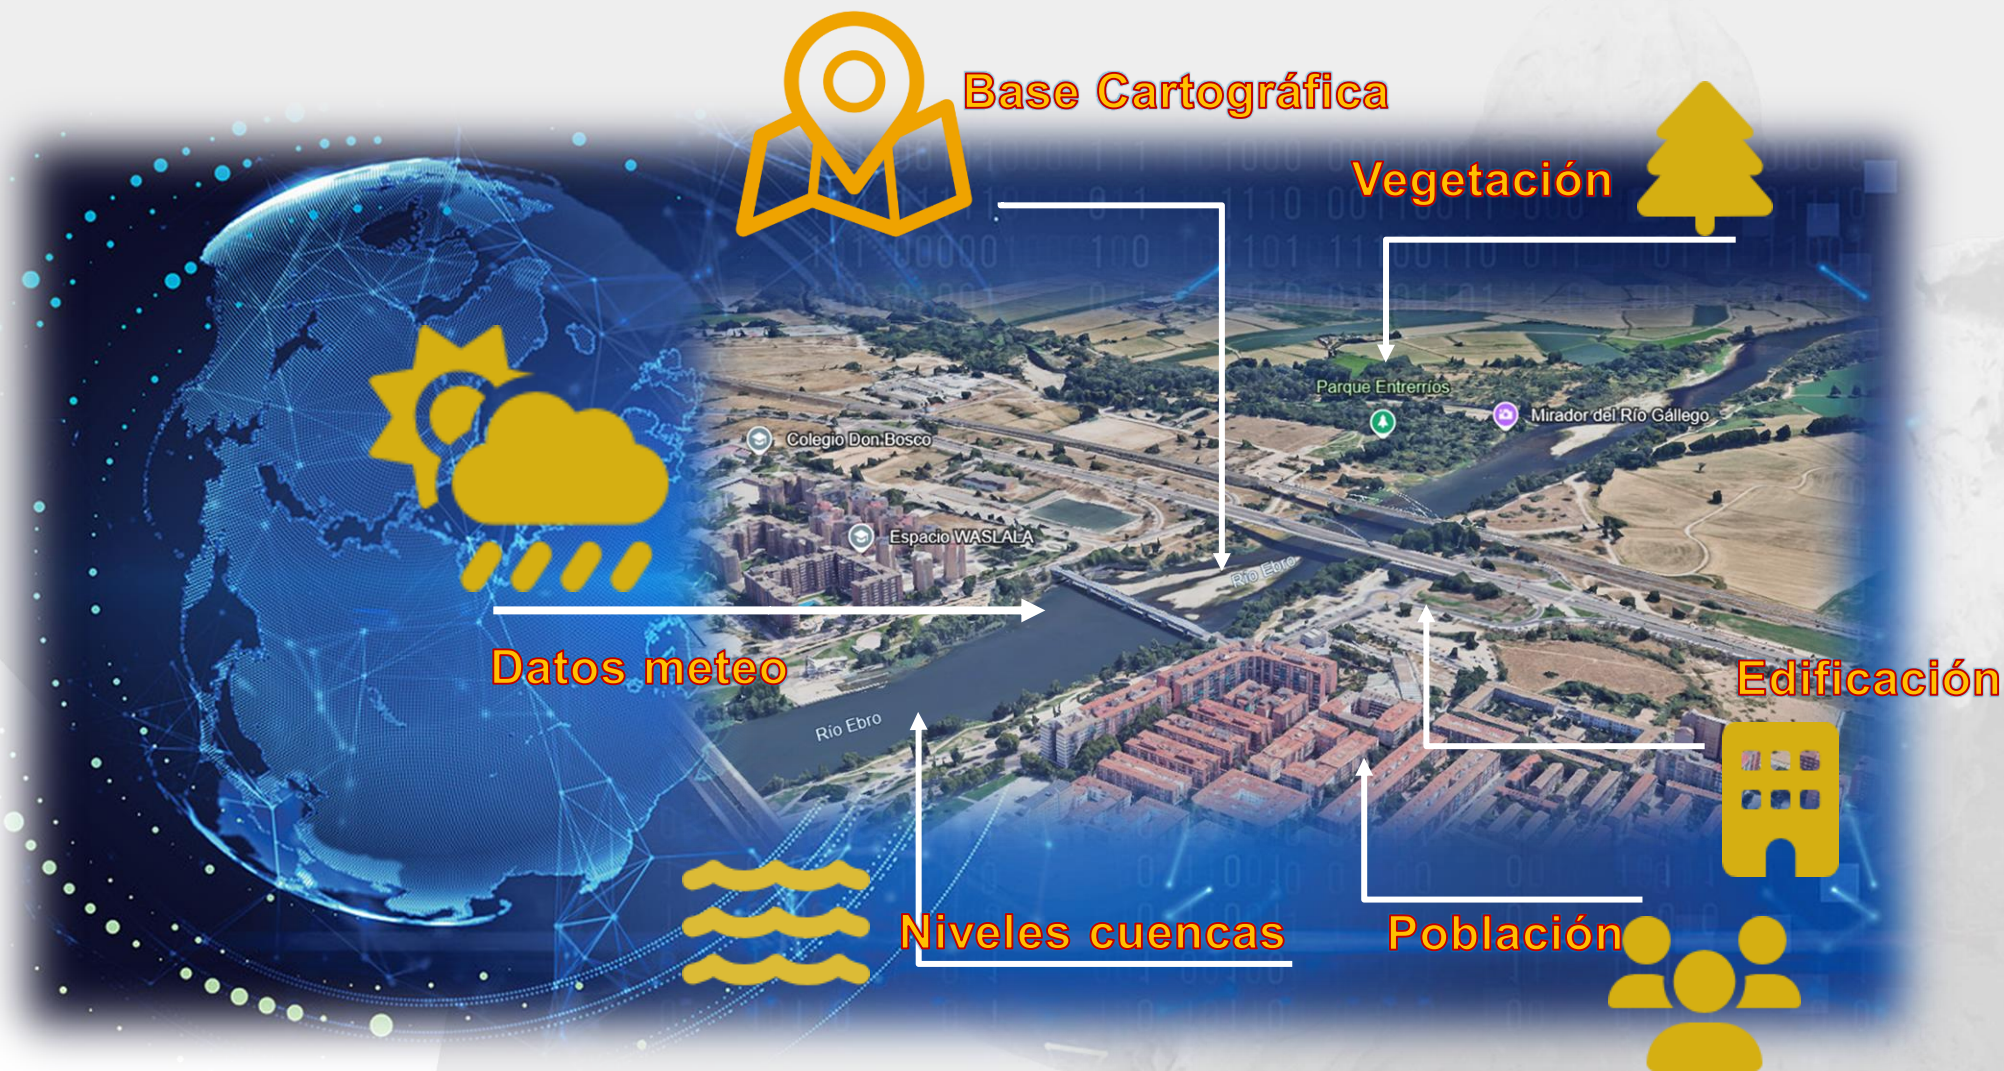 Base Cartográfica
Vegetación
Parque Entrerríos
Mirador del Río Gállego
Colegio Don Bosco
Espacio WASLALA
Río Ebro
Datos meteo
Edificación
Río Ebro
Niveles cuencas
Población